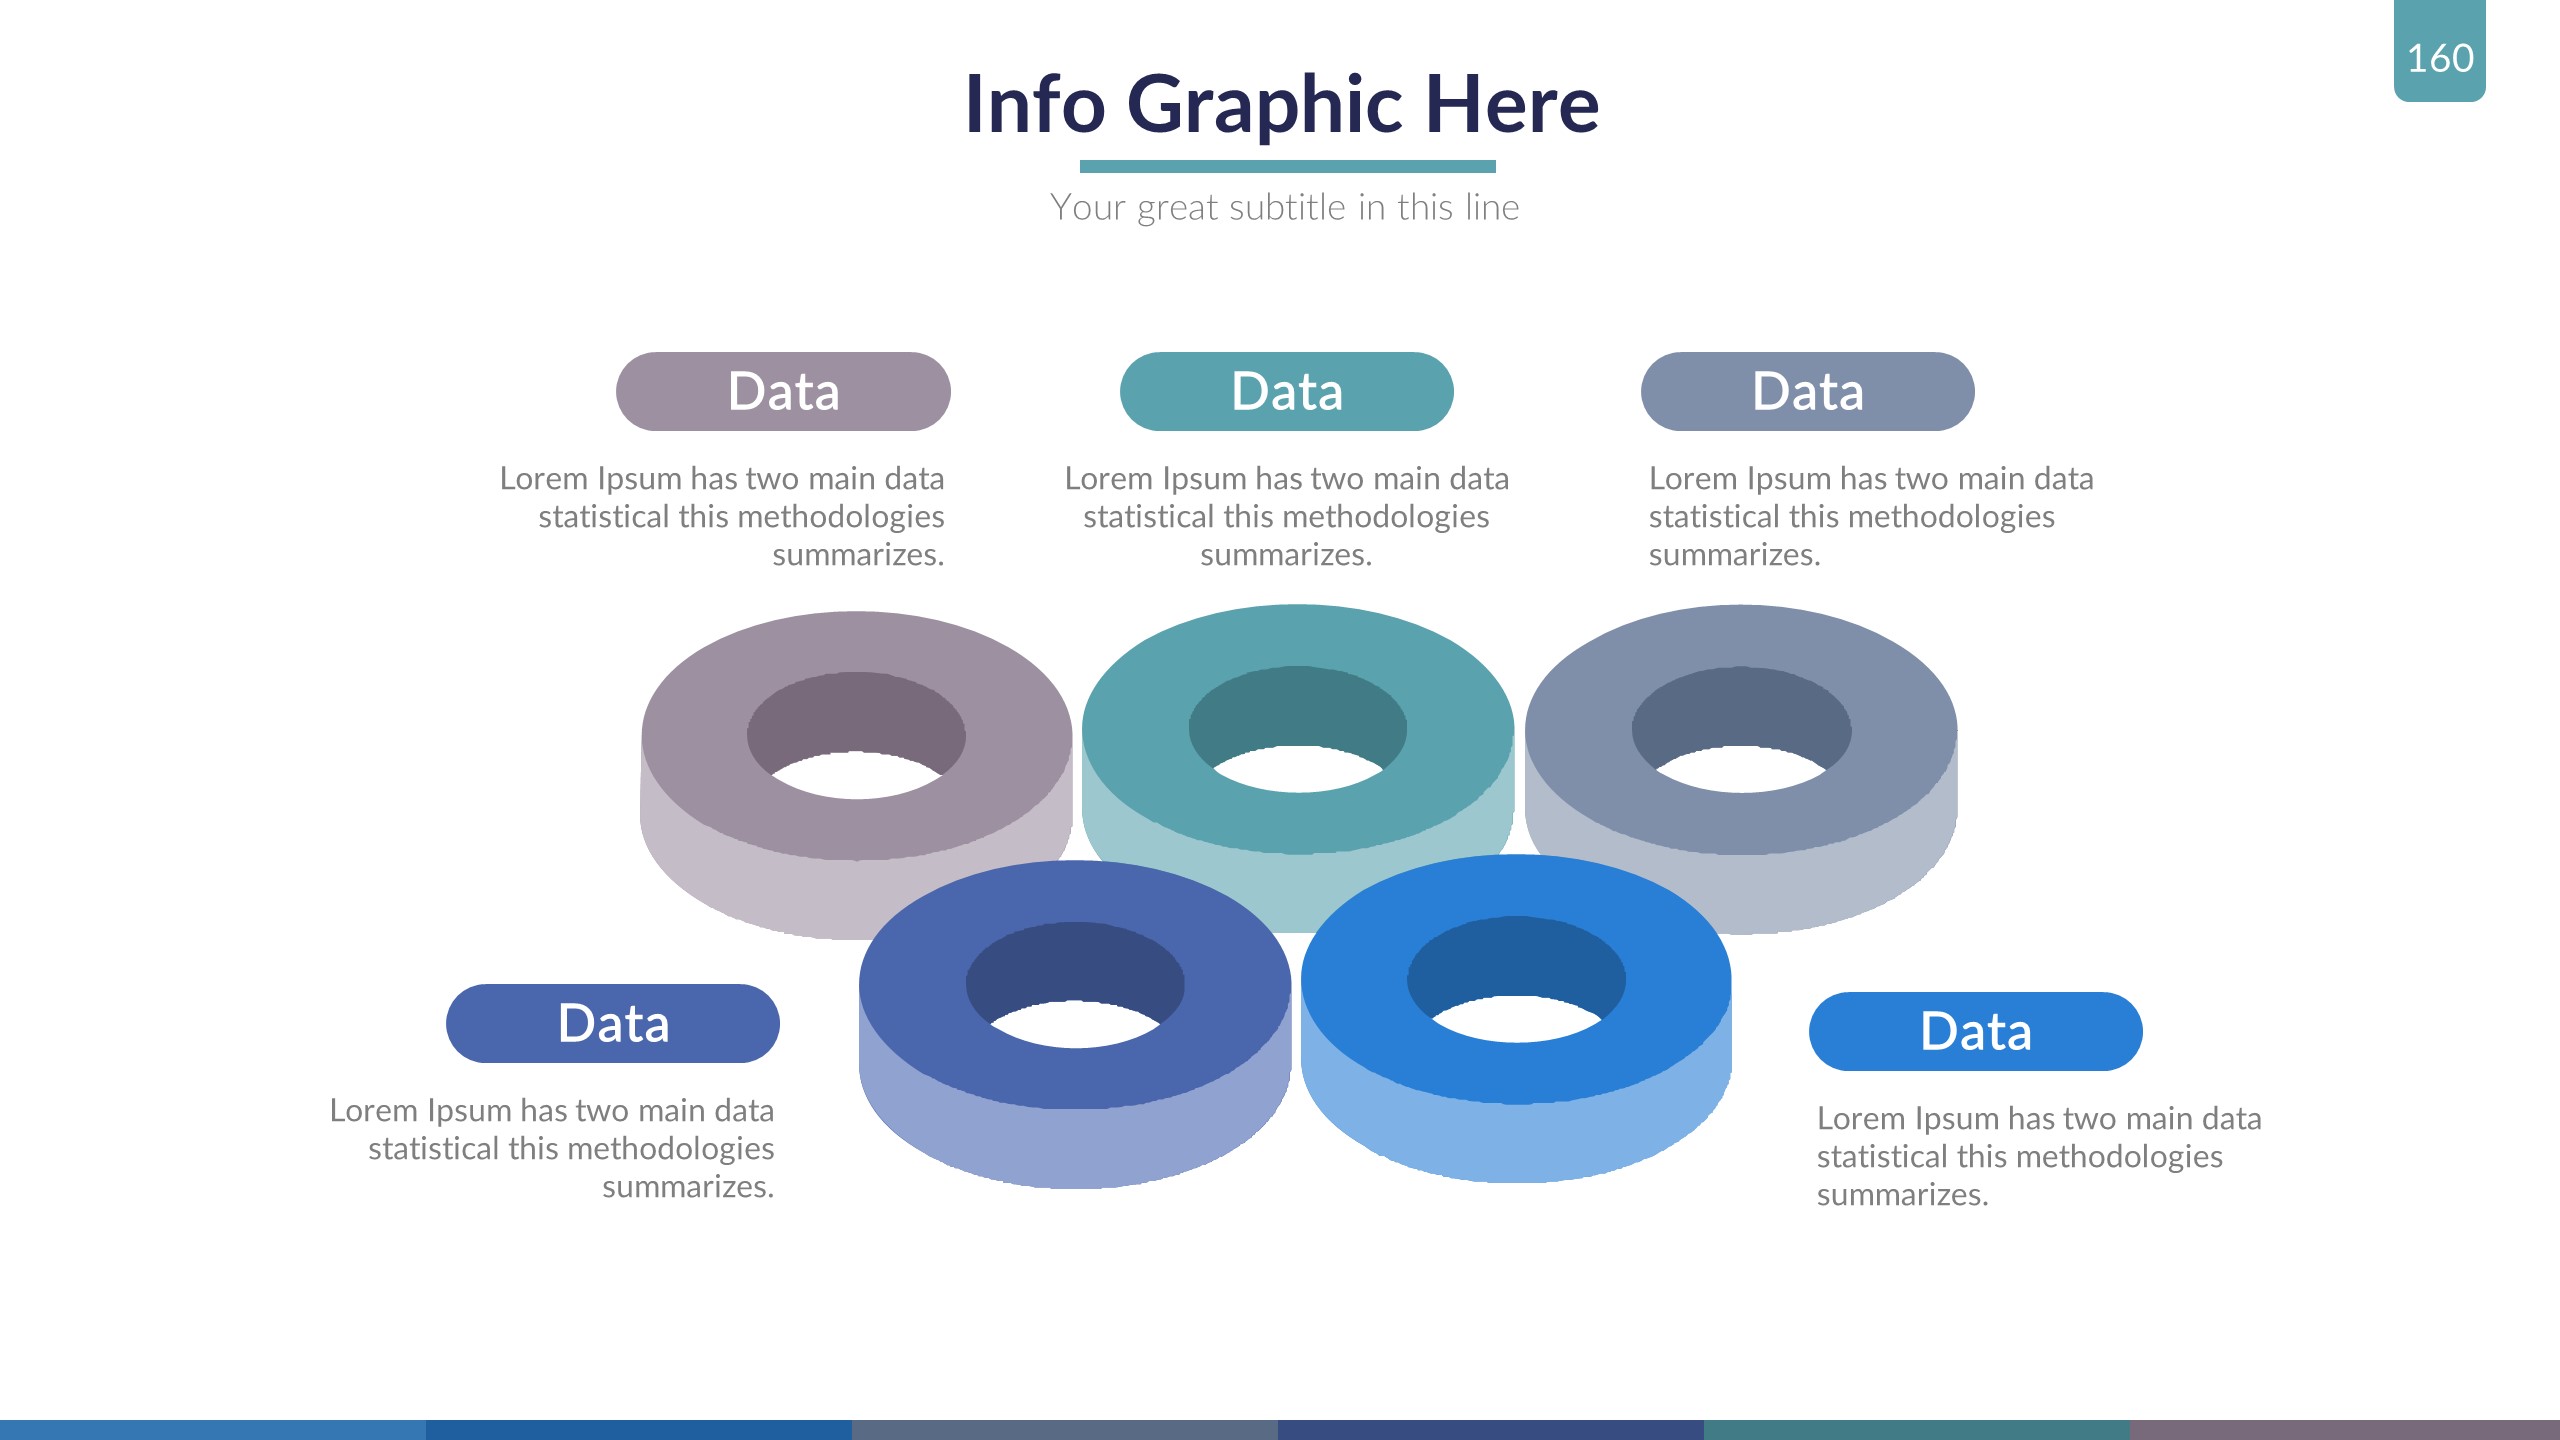 160
Info Graphic Here
Your great subtitle in this line
Data
Lorem Ipsum has two main data
statistical this methodologies
summarizes.
Data
Lorem Ipsum has two main data
statistical this methodologies
summarizes.
Data
Lorem Ipsum has two main data
statistical this methodologies
summarizes.
Data
Lorem Ipsum has two main data
statistical this methodologies
summarizes.
Data
Lorem Ipsum has two main data
statistical this methodologies
summarizes.